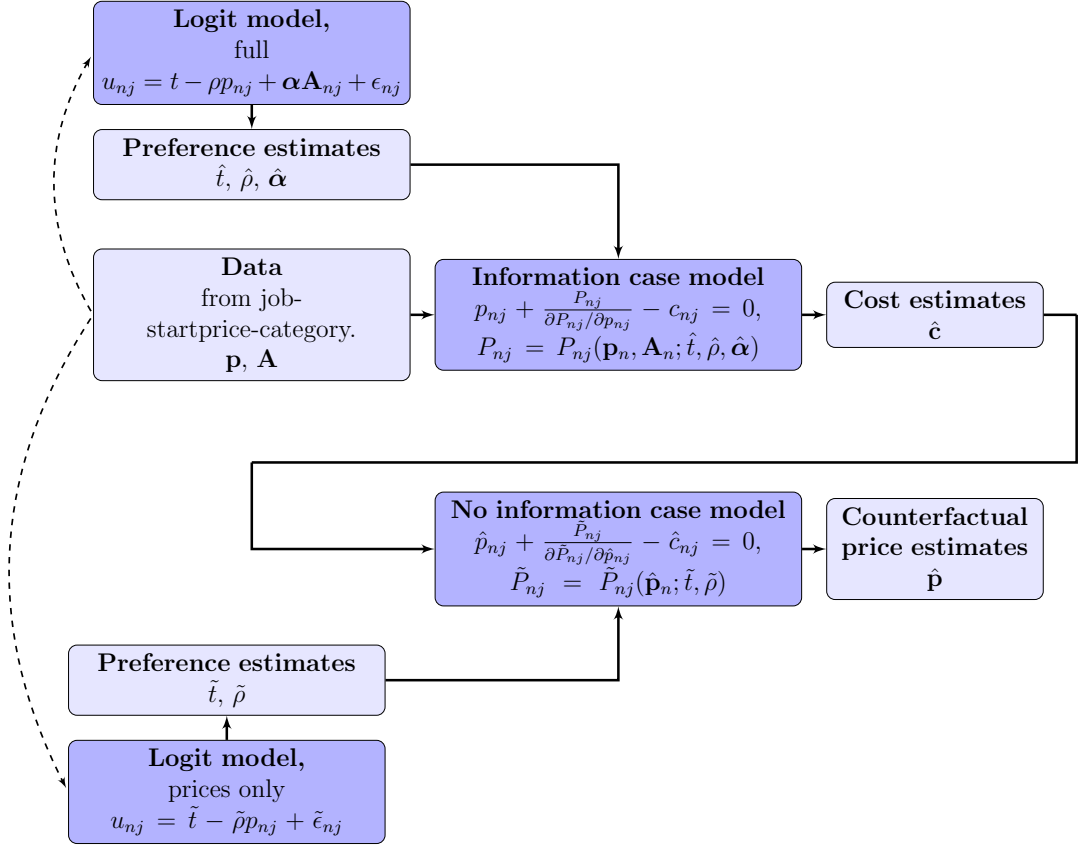 Logit model,
full
u_{nj} = t − ρp_{nj} + αA_{nj} + ϵ_{nj}
Preference estimates
t̂, ρ̂, α̂
Data
from job-
startprice-category.
p, A
Information case model
p_{nj} + \frac{P_{nj}}{∂P_{nj}/∂p_{nj}} − c_{nj} = 0,
P_{nj} = P_{nj}(p_n, A_n; t̂, ρ̂, α̂)
Cost estimates
ĉ
No information case model
p̂_{nj} + \frac{P̃_{nj}}{∂P̃_{nj}/∂p̂_{nj}} − ĉ_{nj} = 0,
P̃_{nj} = P̃_{nj}(p̂_n; t̃, ρ̃)
Counterfactual
price estimates
p̂
Preference estimates
t̃, ρ̃
Logit model,
prices only
u_{nj} = t̃ − ρ̃p_{nj} + ϵ̃_{nj}